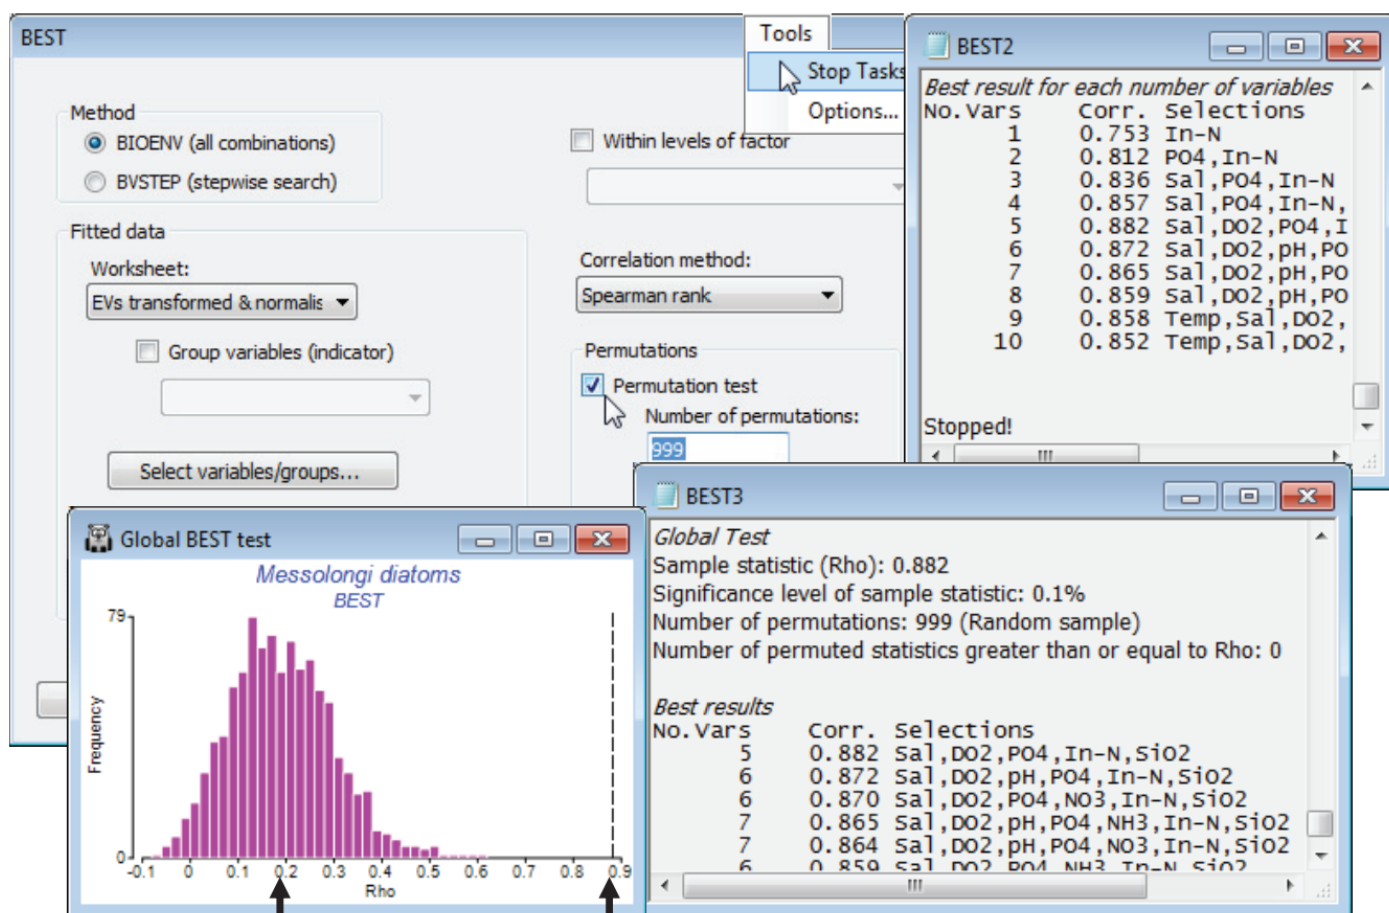 BEST
Tools
Stop Tasks
Options...
Method
BIOENV (all combinations)
BVSTEP (stepwise search)
Within levels of factor
Fitted data
Worksheet:
EVs transformed & normalis
Group variables (indicator)
Select variables/groups...
Correlation method:
Spearman rank
Permutations
Permutation test
Number of permutations:
999
BEST2
Best result for each number of variables
No.Vars Corr. Selections
1 0.753 In-N
2 0.812 PO4,In-N
3 0.836 Sal,PO4,In-N
4 0.857 Sal,PO4,In-N,
5 0.882 Sal,DO2,PO4,I
6 0.872 Sal,DO2,pH,PO
7 0.865 Sal,DO2,pH,PO
8 0.859 Sal,DO2,pH,PO
9 0.858 Temp,Sal,DO2,
10 0.852 Temp,Sal,DO2,
Stopped!
Global BEST test
Messolongi diatoms
BEST
79
0
Frequency
-0.1 0 0.1 0.2 0.3 0.4 0.5 0.6 0.7 0.8 0.9
Rho
BEST3
Global Test
Sample statistic (Rho): 0.882
Significance level of sample statistic: 0.1%
Number of permutations: 999 (Random sample)
Number of permuted statistics greater than or equal to Rho: 0
Best results
No.Vars Corr. Selections
5 0.882 Sal,DO2,PO4,In-N,SiO2
6 0.872 Sal,DO2,pH,PO4,In-N,SiO2
6 0.870 Sal,DO2,PO4,NO3,In-N,SiO2
7 0.865 Sal,DO2,pH,PO4,NH3,In-N,SiO2
7 0.864 Sal,DO2,pH,PO4,NO3,In-N,SiO2
6 0.859 Sal,DO2,PO4,NH3,In-N,SiO2